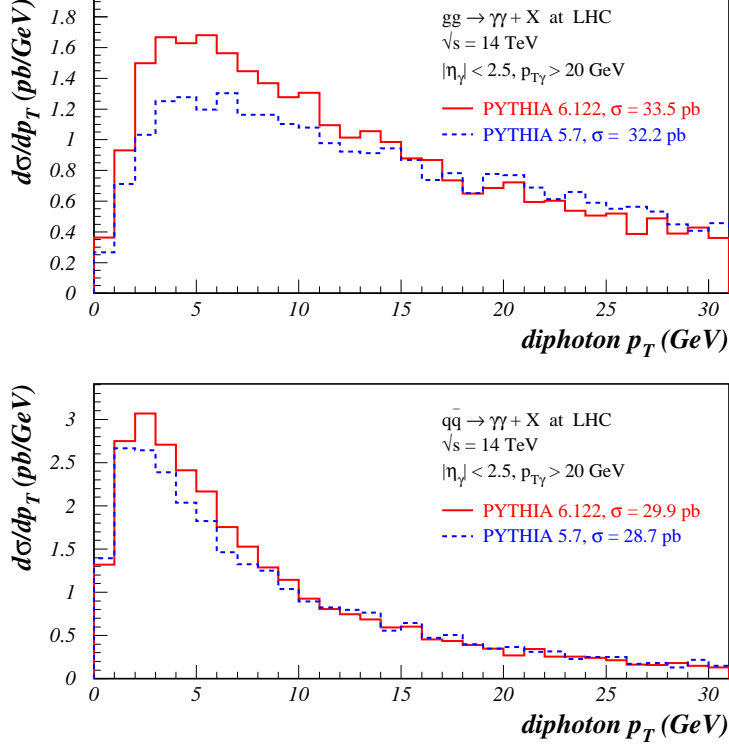 dσ/dp_T (pb/GeV)
1.8
1.6
1.4
1.2
1
0.8
0.6
0.4
0.2
0
gg → γγ + X at LHC
√s = 14 TeV
|η_γ| < 2.5, p_Tγ > 20 GeV
PYTHIA 6.122, σ = 33.5 pb
PYTHIA 5.7, σ = 32.2 pb
0 5 10 15 20 25 30
diphoton p_T (GeV)
dσ/dp_T (pb/GeV)
3
2.5
2
1.5
1
0.5
0
qq̄ → γγ + X at LHC
√s = 14 TeV
|η_γ| < 2.5, p_Tγ > 20 GeV
PYTHIA 6.122, σ = 29.9 pb
PYTHIA 5.7, σ = 28.7 pb
0 5 10 15 20 25 30
diphoton p_T (GeV)